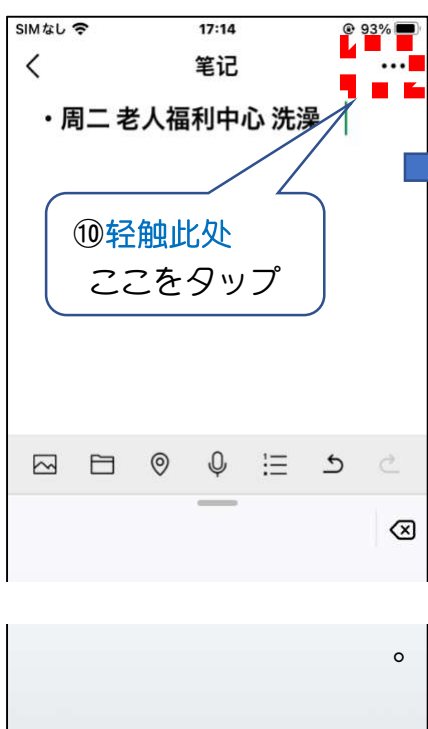 SIMなし 17:14 93%
笔记
・周二 老人福利中心 洗澡
⑩轻触此处
ここをタップ
。